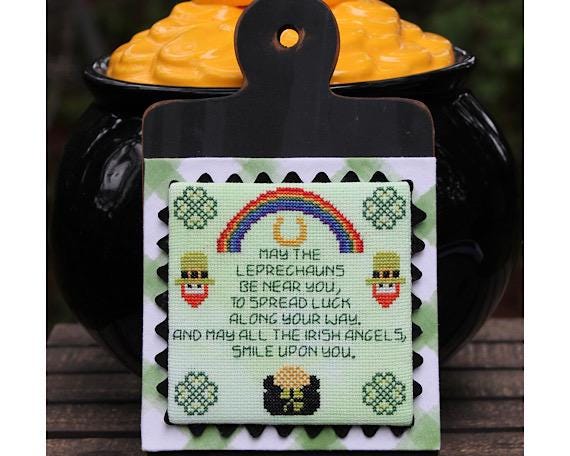 MAY THE
LEPRECHAUNS
BE NEAR YOU,
TO SPREAD LUCK
ALONG YOUR WAY.
AND MAY ALL THE IRISH ANGELS,
SMILE UPON YOU.